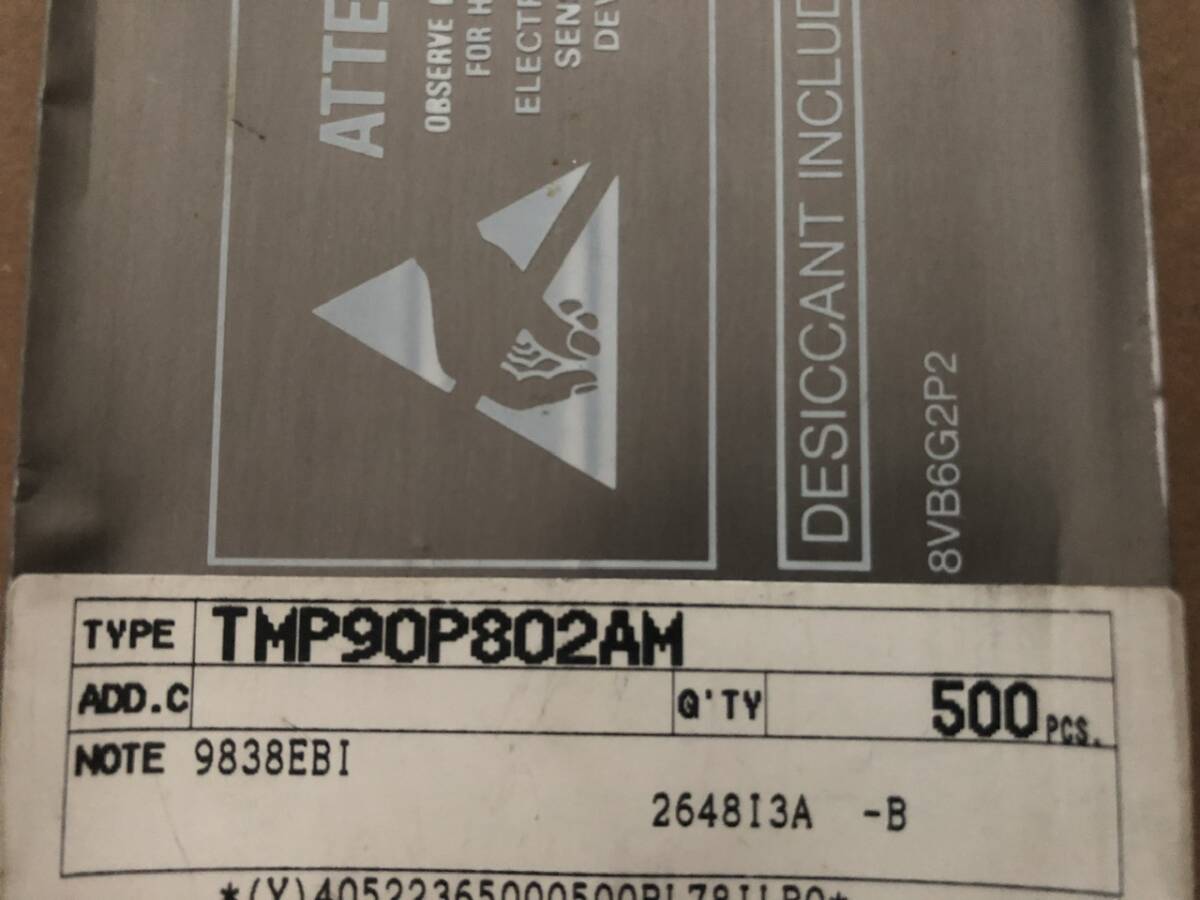 ATTE
OBSERVE
FOR H
ELECTR
SEN
DEV
DESICCANT INCLUD
8VB6G2P2
TYPE TMP90P802AM
ADD.C Q'TY 500 PCS.
NOTE 9838EBI
2648I3A -B